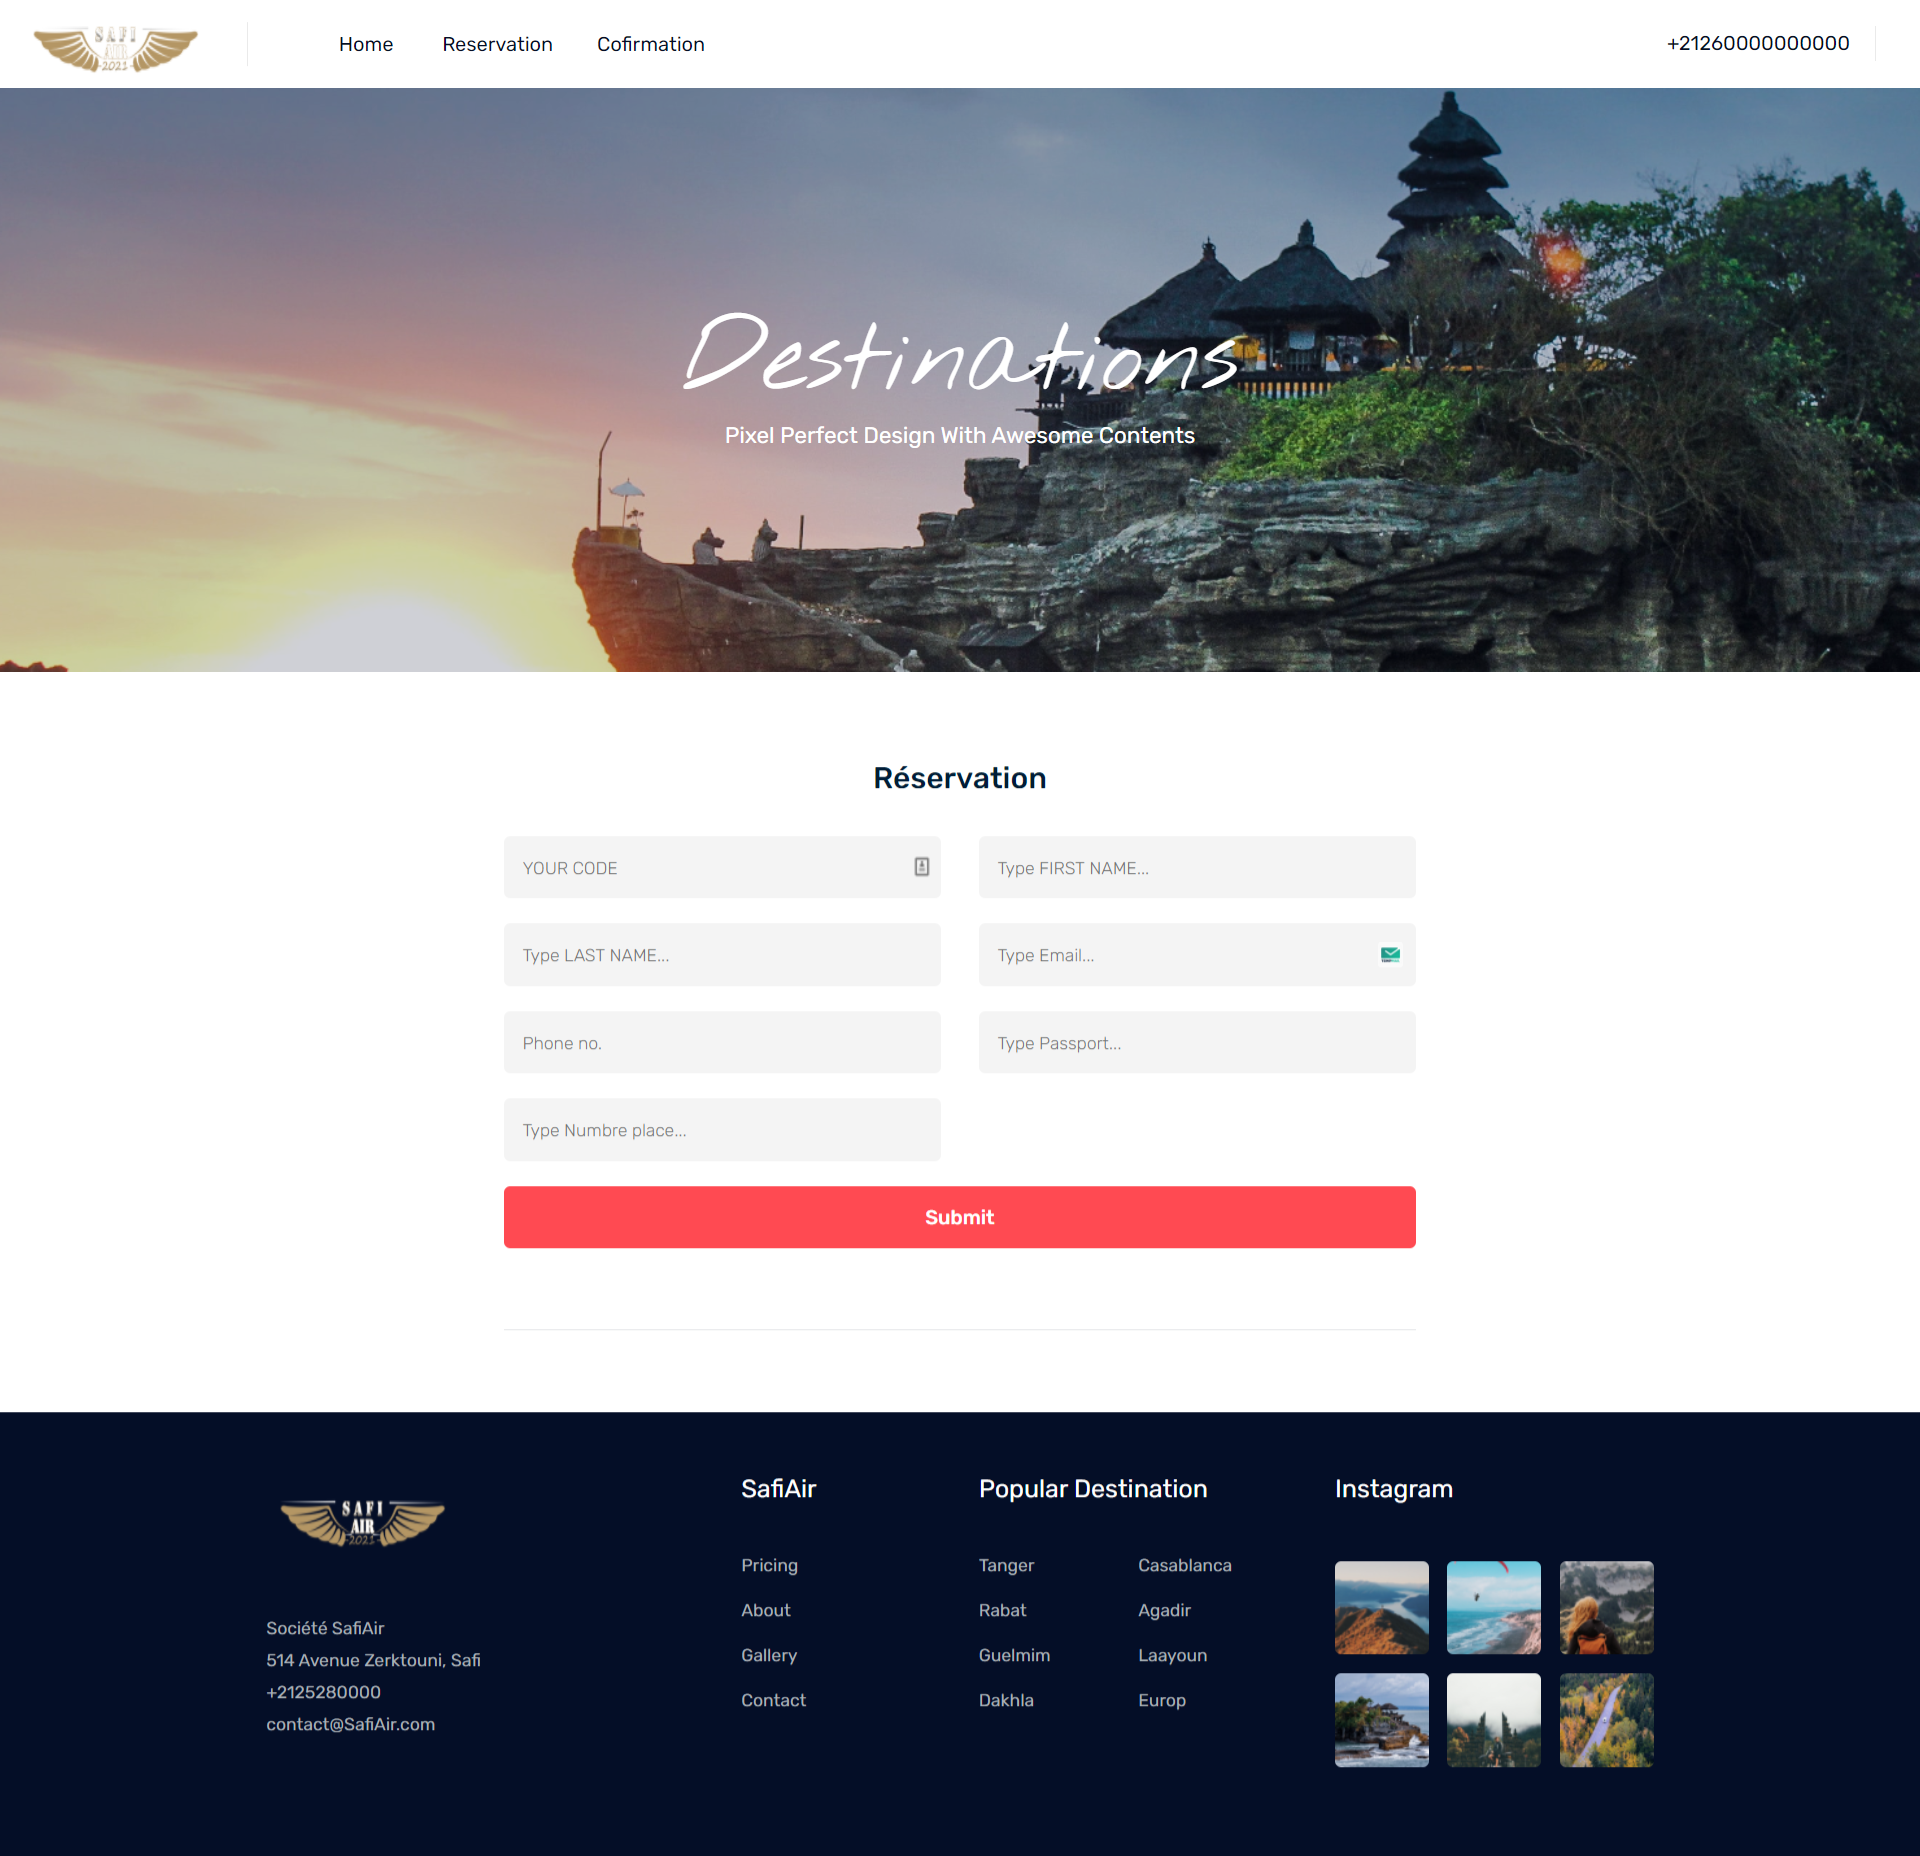 SAFI
AIR
2021
Home
Reservation
Cofirmation
+21260000000000
Destinations
Pixel Perfect Design With Awesome Contents
Réservation
YOUR CODE
Type FIRST NAME...
Type LAST NAME...
Type Email...
Phone no.
Type Passport...
Type Numbre place...
Submit
SAFI
AIR
2021
Société SafiAir
514 Avenue Zerktouni, Safi
+2125280000
contact@SafiAir.com
SafiAir
Pricing
About
Gallery
Contact
Popular Destination
Tanger
Rabat
Guelmim
Dakhla
Casablanca
Agadir
Laayoun
Europ
Instagram